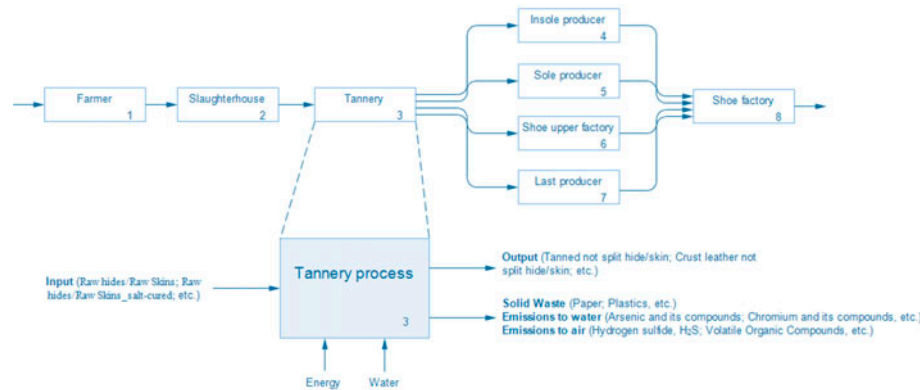 Insole producer
4
Farmer
1
Slaughterhouse
2
Tannery
3
Sole producer
5
Shoe upper factory
6
Last producer
7
Shoe factory
8
Input (Raw hides/Raw Skins; Raw
hides/Raw Skins_salt-cured; etc.)
Tannery process
3
Output (Tanned not split hide/skin; Crust leather not
split hide/skin; etc.)
Solid Waste (Paper; Plastics, etc.)
Emissions to water (Arsenic and its compounds; Chromium and its compounds, etc.)
Emissions to air (Hydrogen sulfide, H2S; Volatile Organic Compounds, etc.)
Energy
Water